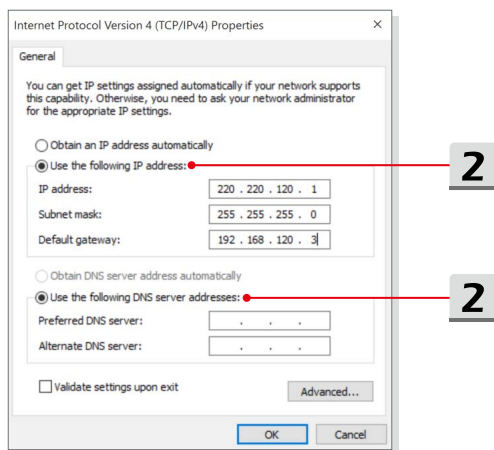 Internet Protocol Version 4 (TCP/IPv4) Properties
General
You can get IP settings assigned automatically if your network supports
this capability. Otherwise, you need to ask your network administrator
for the appropriate IP settings.
Obtain an IP address automatically
Use the following IP address:
2
IP address: 220 . 220 . 120 . 1
Subnet mask: 255 . 255 . 255 . 0
Default gateway: 192 . 168 . 120 . 3
Obtain DNS server address automatically
Use the following DNS server addresses:
2
Preferred DNS server: . . .
Alternate DNS server: . . .
Validate settings upon exit
Advanced...
OK Cancel